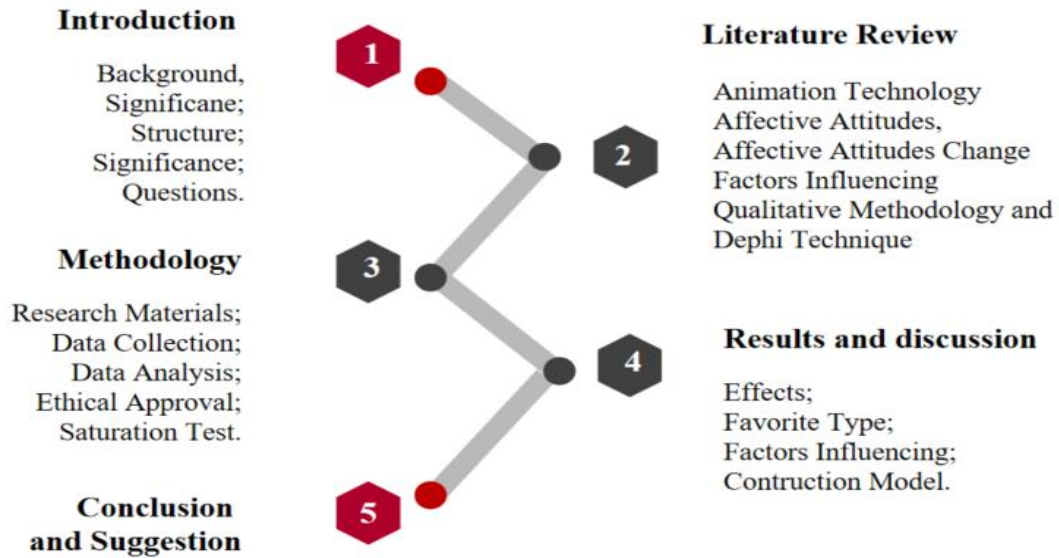 Introduction
1
Background,
Significane;
Structure;
Significance;
Questions.
Literature Review
2
Animation Technology
Affective Attitudes,
Affective Attitudes Change
Factors Influencing
Qualitative Methodology and
Dephi Technique
Methodology
3
Research Materials;
Data Collection;
Data Analysis;
Ethical Approval;
Saturation Test.
Results and discussion
4
Effects;
Favorite Type;
Factors Influencing;
Contruction Model.
Conclusion
and Suggestion
5